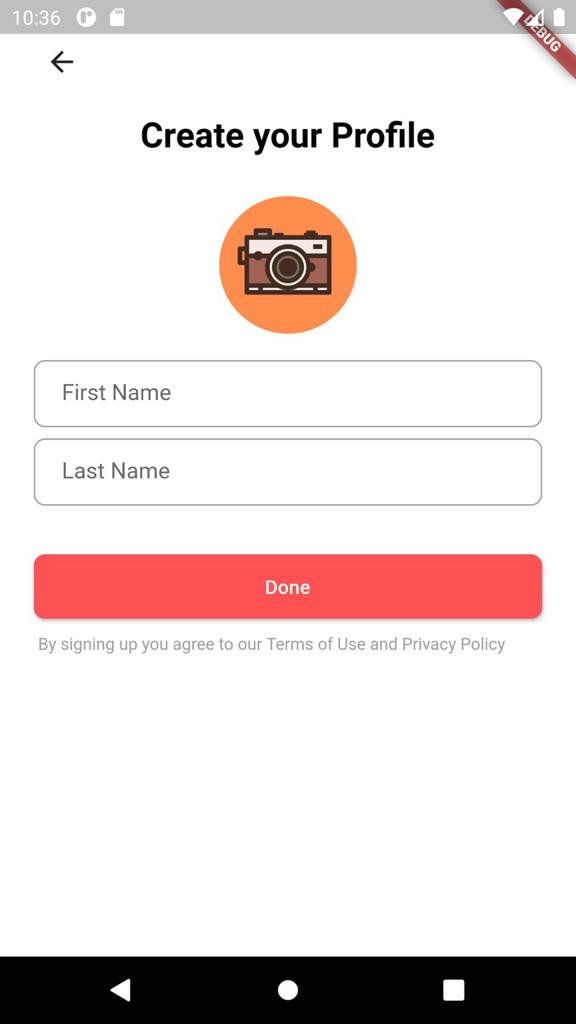 10:36
DEBUG
Create your Profile
First Name
Last Name
Done
By signing up you agree to our Terms of Use and Privacy Policy